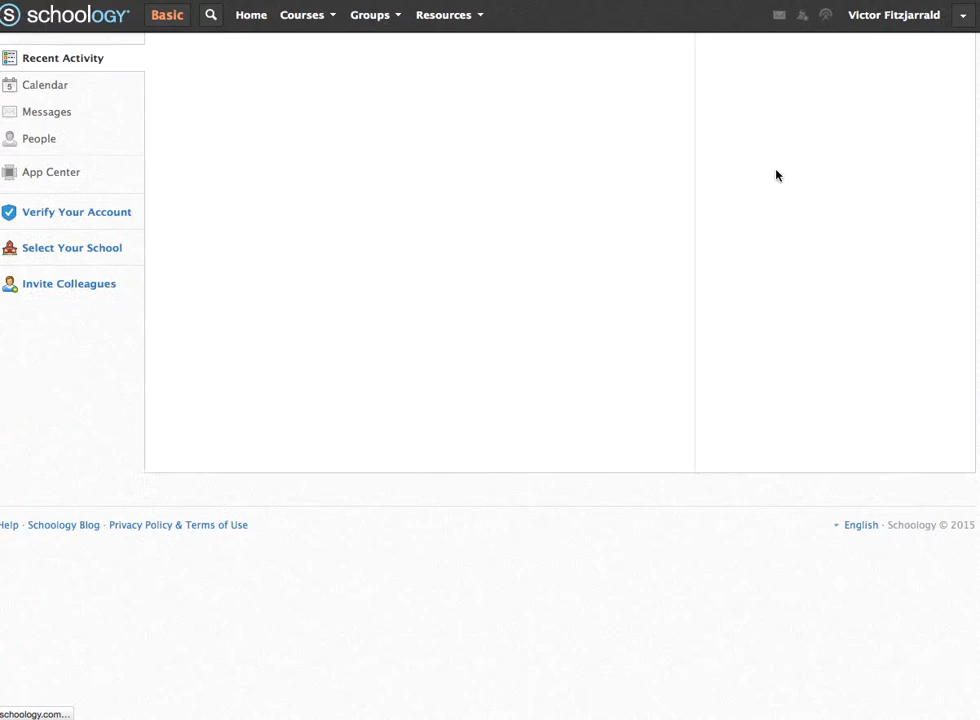 schoology Basic Home Courses Groups Resources Victor Fitzjarrald
Recent Activity
5 Calendar
Messages
People
App Center
Verify Your Account
Select Your School
Invite Colleagues
Help · Schoology Blog · Privacy Policy & Terms of Use English · Schoology © 2015
schoology.com...